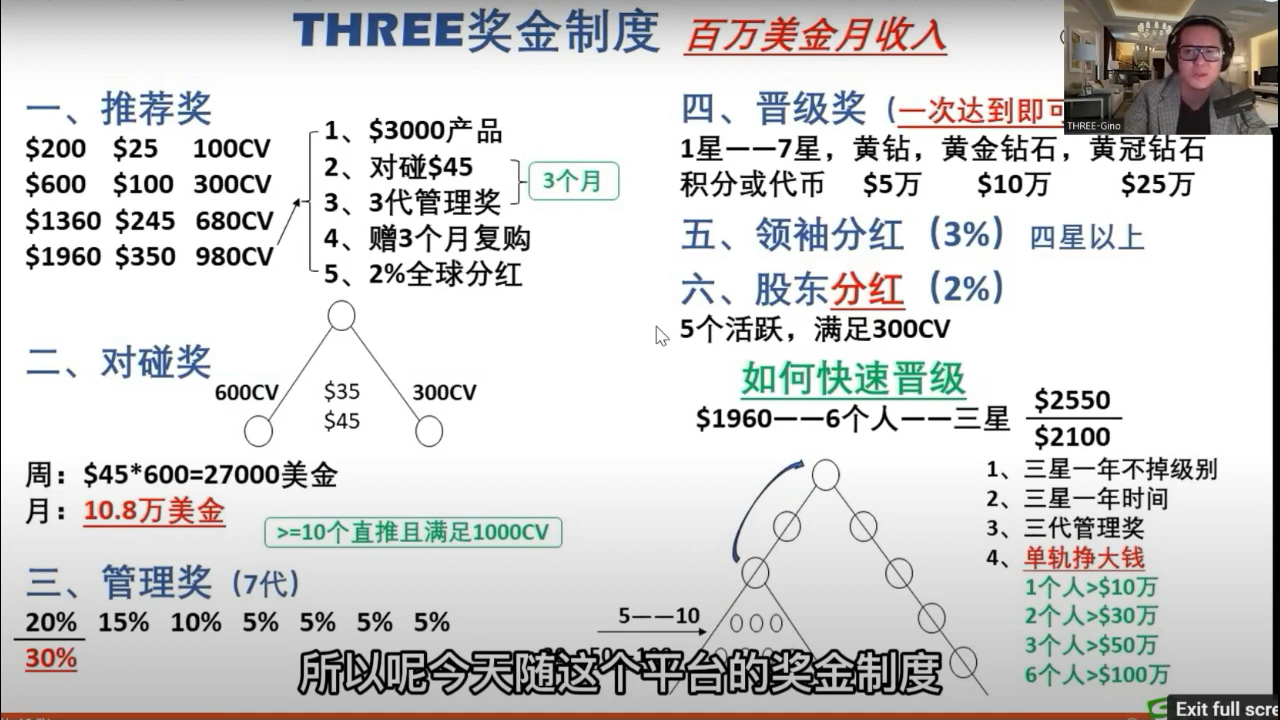 THREE奖金制度 百万美金月收入
THREE-Gino
一、推荐奖
$200 $25 100CV
$600 $100 300CV
$1360 $245 680CV
$1960 $350 980CV
1、$3000产品
2、对碰$45
3、3代管理奖
4、赠3个月复购
5、2%全球分红
3个月
二、对碰奖
600CV
$35
$45
300CV
周：$45*600=27000美金
月：10.8万美金
>=10个直推且满足1000CV
三、管理奖（7代）
20% 15% 10% 5% 5% 5% 5%
30%
四、晋级奖（一次达到即可
1星——7星，黄钻，黄金钻石，黄冠钻石
积分或代币 $5万 $10万 $25万
五、领袖分红（3%）四星以上
六、股东分红（2%）
5个活跃，满足300CV
如何快速晋级
$1960——6个人——三星
$2550
$2100
1、三星一年不掉级别
2、三星一年时间
3、三代管理奖
4、单轨挣大钱
1个人>$10万
2个人>$30万
3个人>$50万
6个人>$100万
5——10
所以呢今天随这个平台的奖金制度
Exit full scre